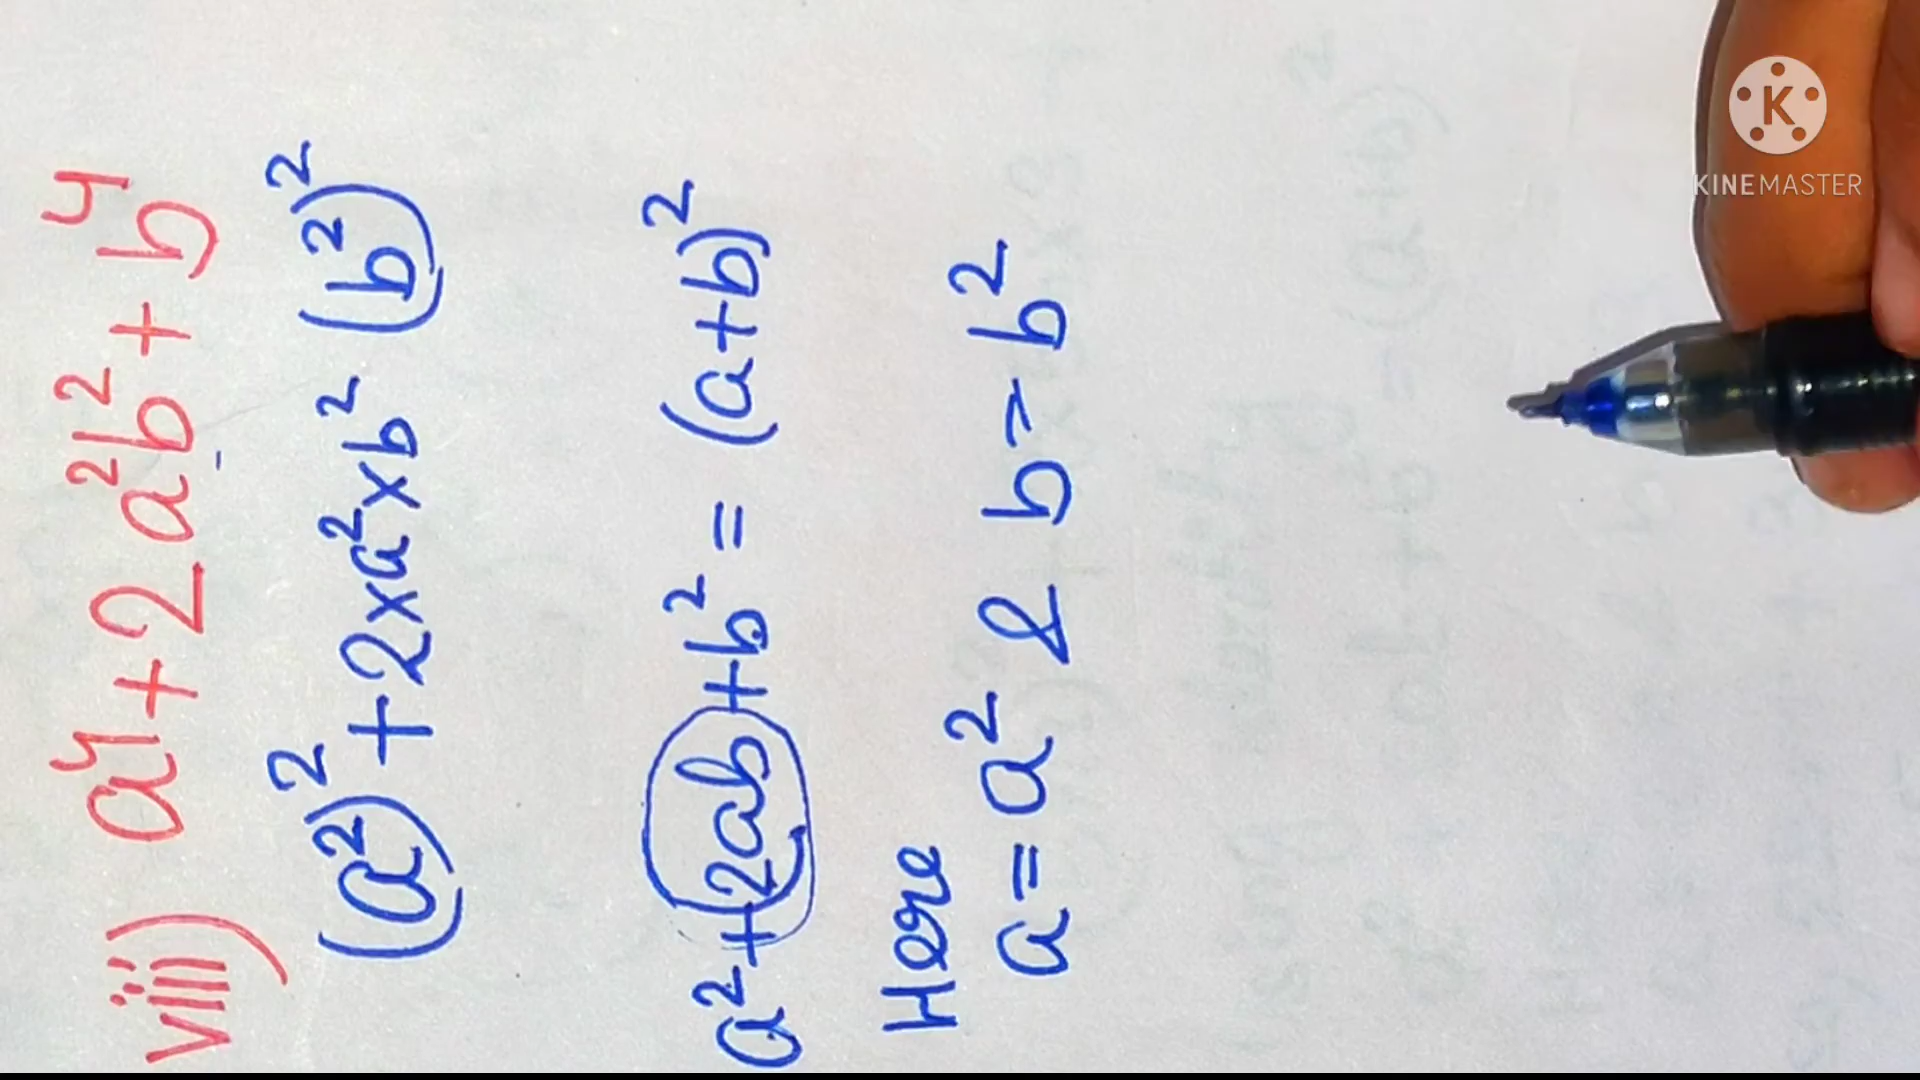 viii) a⁴+2a²b²+b⁴
(a²)²+2×a²×b² (b²)²
a²+2ab+b² = (a+b)²
Here
a=a² & b=b²
KINEMASTER